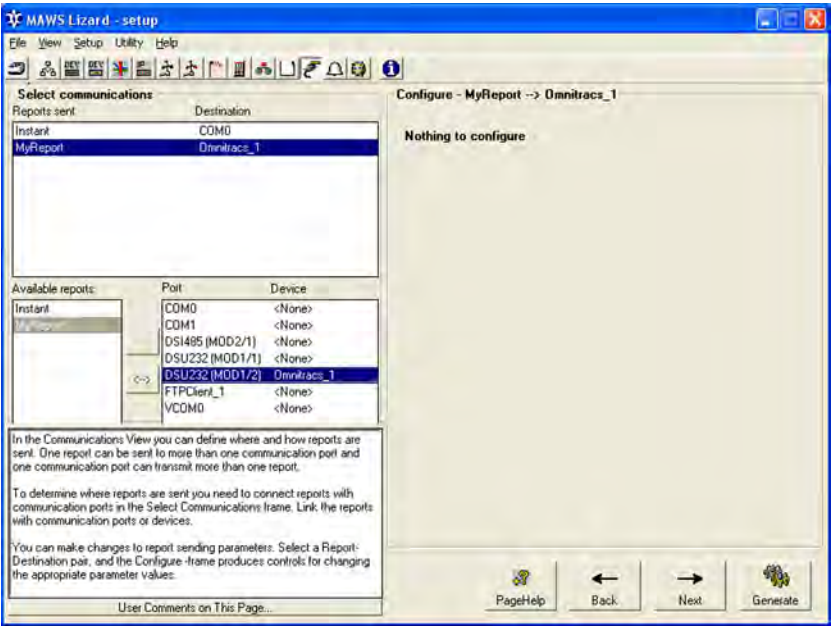 MAWS Lizard - setup
File View Setup Utility Help
DEV DEV
Select communications
Reports sent Destination
Instant COM0
MyReport Omnitracs_1
Available reports: Port Device
Instant COM0 <None>
MyReport COM1 <None>
DSI485 (MOD2/1) <None>
DSU232 (MOD1/1) <None>
<-> DSU232 (MOD1/2) Omnitracs_1
FTPClient_1 <None>
VCOM0 <None>
In the Communications View you can define where and how reports are
sent. One report can be sent to more than one communication port and
one communication port can transmit more than one report.
To determine where reports are sent you need to connect reports with
communication ports in the Select Communications frame. Link the reports
with communication ports or devices.
You can make changes to report sending parameters. Select a Report-
Destination pair, and the Configure -frame produces controls for changing
the appropriate parameter values.
User Comments on This Page...
Configure - MyReport --> Omnitracs_1
Nothing to configure
PageHelp Back Next Generate